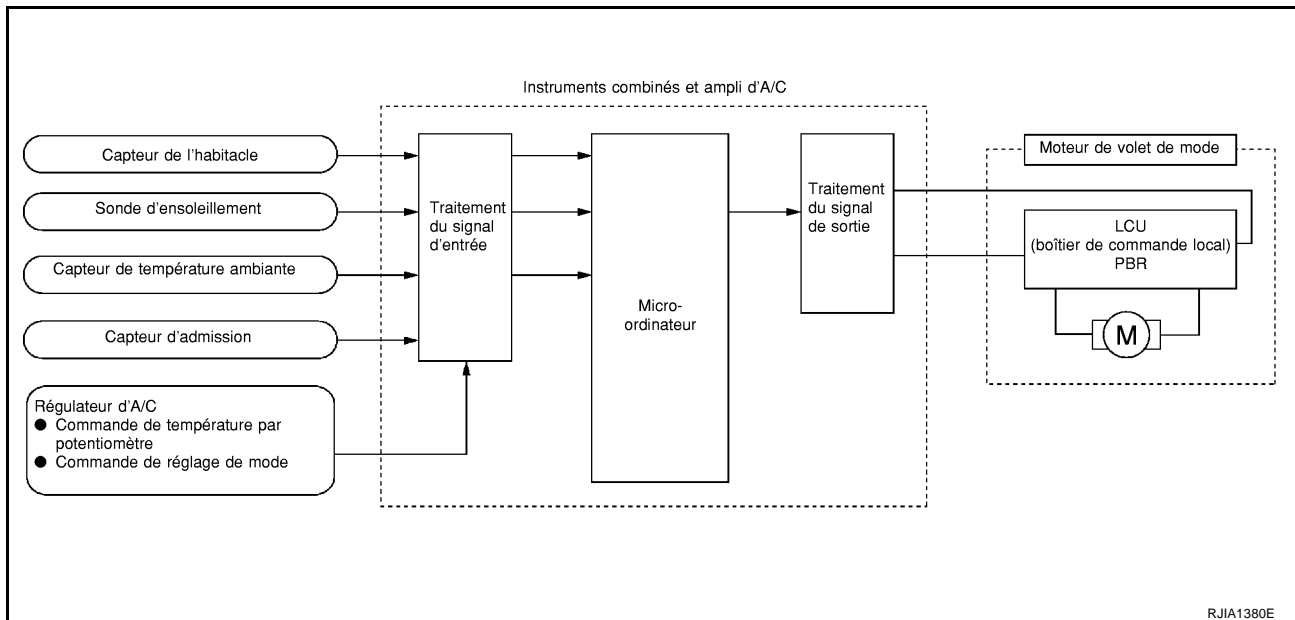 Instruments combinés et ampli d'A/C
Capteur de l'habitacle
Sonde d'ensoleillement
Capteur de température ambiante
Capteur d'admission
Régulateur d'A/C
● Commande de température par
potentiomètre
● Commande de réglage de mode
Traitement
du signal
d'entrée
Micro-
ordinateur
Traitement
du signal
de sortie
Moteur de volet de mode
LCU
(boîtier de commande local)
PBR
M
RJIA1380E